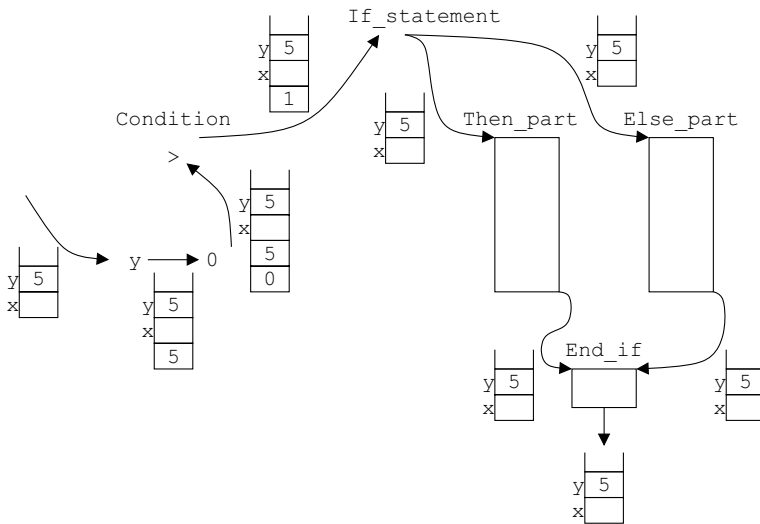 If_statement
y 5
x
1
y 5
Condition
y 5
x
Then_part
Else_part
x
>
y 5
x
5
0
y 5
x
y 0
y 5
x
5
End_if
y 5
x
y 5
x
y 5
x